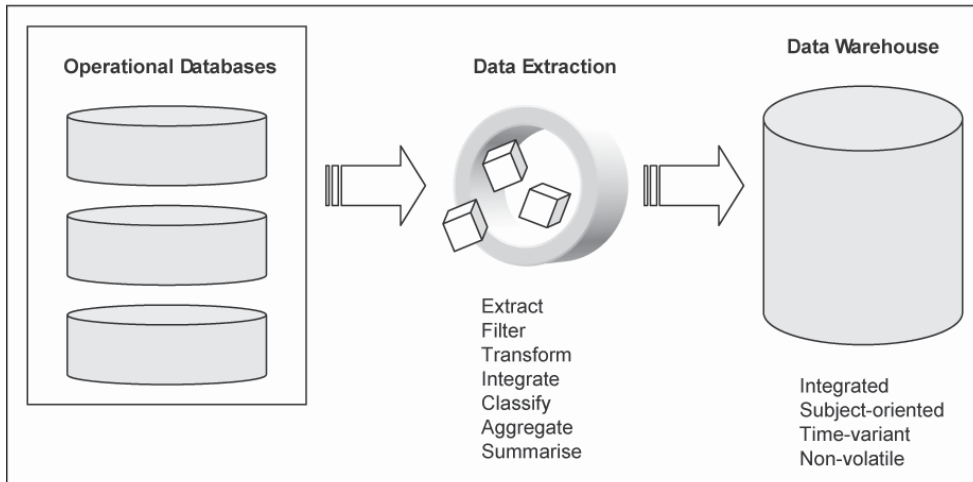 Operational Databases
Data Extraction
Data Warehouse
Extract
Filter
Transform
Integrate
Classify
Aggregate
Summarise
Integrated
Subject-oriented
Time-variant
Non-volatile